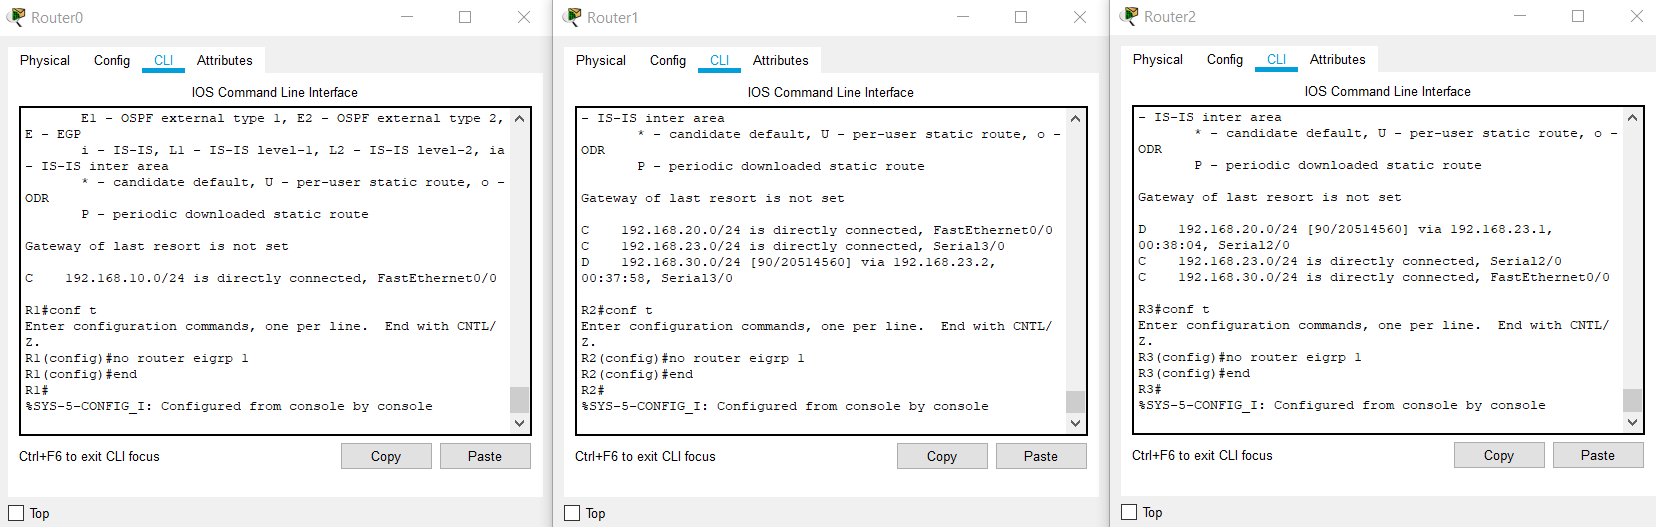 Router0
Physical Config CLI Attributes
IOS Command Line Interface
E1 - OSPF external type 1, E2 - OSPF external type 2,
E - EGP
i - IS-IS, L1 - IS-IS level-1, L2 - IS-IS level-2, ia
- IS-IS inter area
* - candidate default, U - per-user static route, o -
ODR
P - periodic downloaded static route
Gateway of last resort is not set
C 192.168.10.0/24 is directly connected, FastEthernet0/0
R1#conf t
Enter configuration commands, one per line. End with CNTL/
Z.
R1(config)#no router eigrp 1
R1(config)#end
R1#
%SYS-5-CONFIG_I: Configured from console by console
Ctrl+F6 to exit CLI focus
Copy
Paste
Top
Router1
Physical Config CLI Attributes
IOS Command Line Interface
- IS-IS inter area
* - candidate default, U - per-user static route, o -
ODR
P - periodic downloaded static route
Gateway of last resort is not set
C 192.168.20.0/24 is directly connected, FastEthernet0/0
C 192.168.23.0/24 is directly connected, Serial3/0
D 192.168.30.0/24 [90/20514560] via 192.168.23.2,
00:37:58, Serial3/0
R2#conf t
Enter configuration commands, one per line. End with CNTL/
Z.
R2(config)#no router eigrp 1
R2(config)#end
R2#
%SYS-5-CONFIG_I: Configured from console by console
Ctrl+F6 to exit CLI focus
Copy
Paste
Top
Router2
Physical Config CLI Attributes
IOS Command Line Interface
- IS-IS inter area
* - candidate default, U - per-user static route, o -
ODR
P - periodic downloaded static route
Gateway of last resort is not set
D 192.168.20.0/24 [90/20514560] via 192.168.23.1,
00:38:04, Serial2/0
C 192.168.23.0/24 is directly connected, Serial2/0
C 192.168.30.0/24 is directly connected, FastEthernet0/0
R3#conf t
Enter configuration commands, one per line. End with CNTL/
Z.
R3(config)#no router eigrp 1
R3(config)#end
R3#
%SYS-5-CONFIG_I: Configured from console by console
Ctrl+F6 to exit CLI focus
Copy
Paste
Top